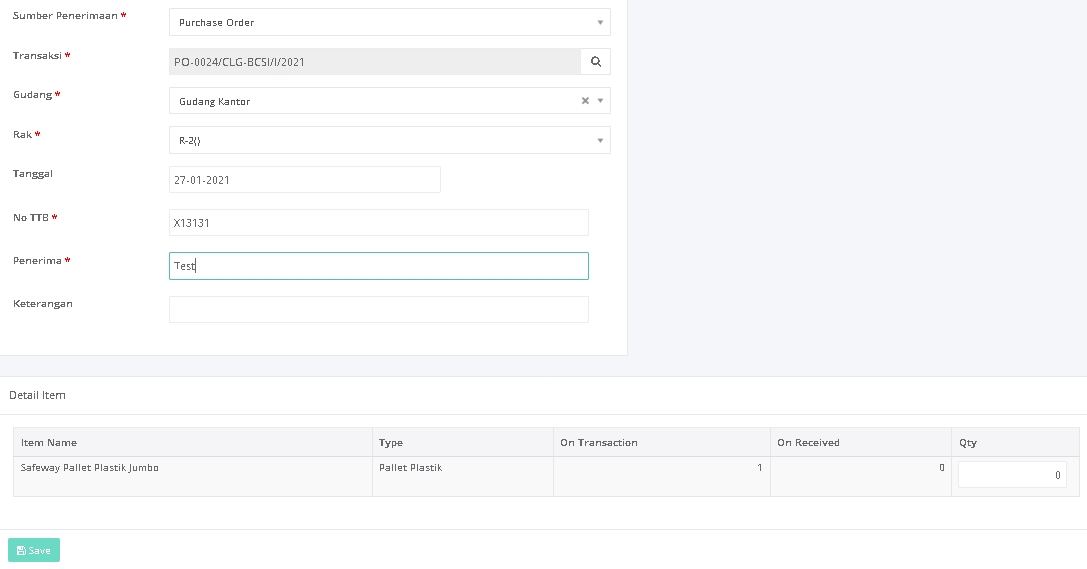 Sumber Penerimaan *
Purchase Order
Transaksi *
PO-0024/CLG-BCSI/I/2021
Gudang *
Gudang Kantor
Rak *
R-2()
Tanggal
27-01-2021
No TTB *
X13131
Penerima *
Test
Keterangan
Detail Item
Item Name Type On Transaction On Received Qty
Safeway Pallet Plastik Jumbo Pallet Plastik 1 0 0
Save